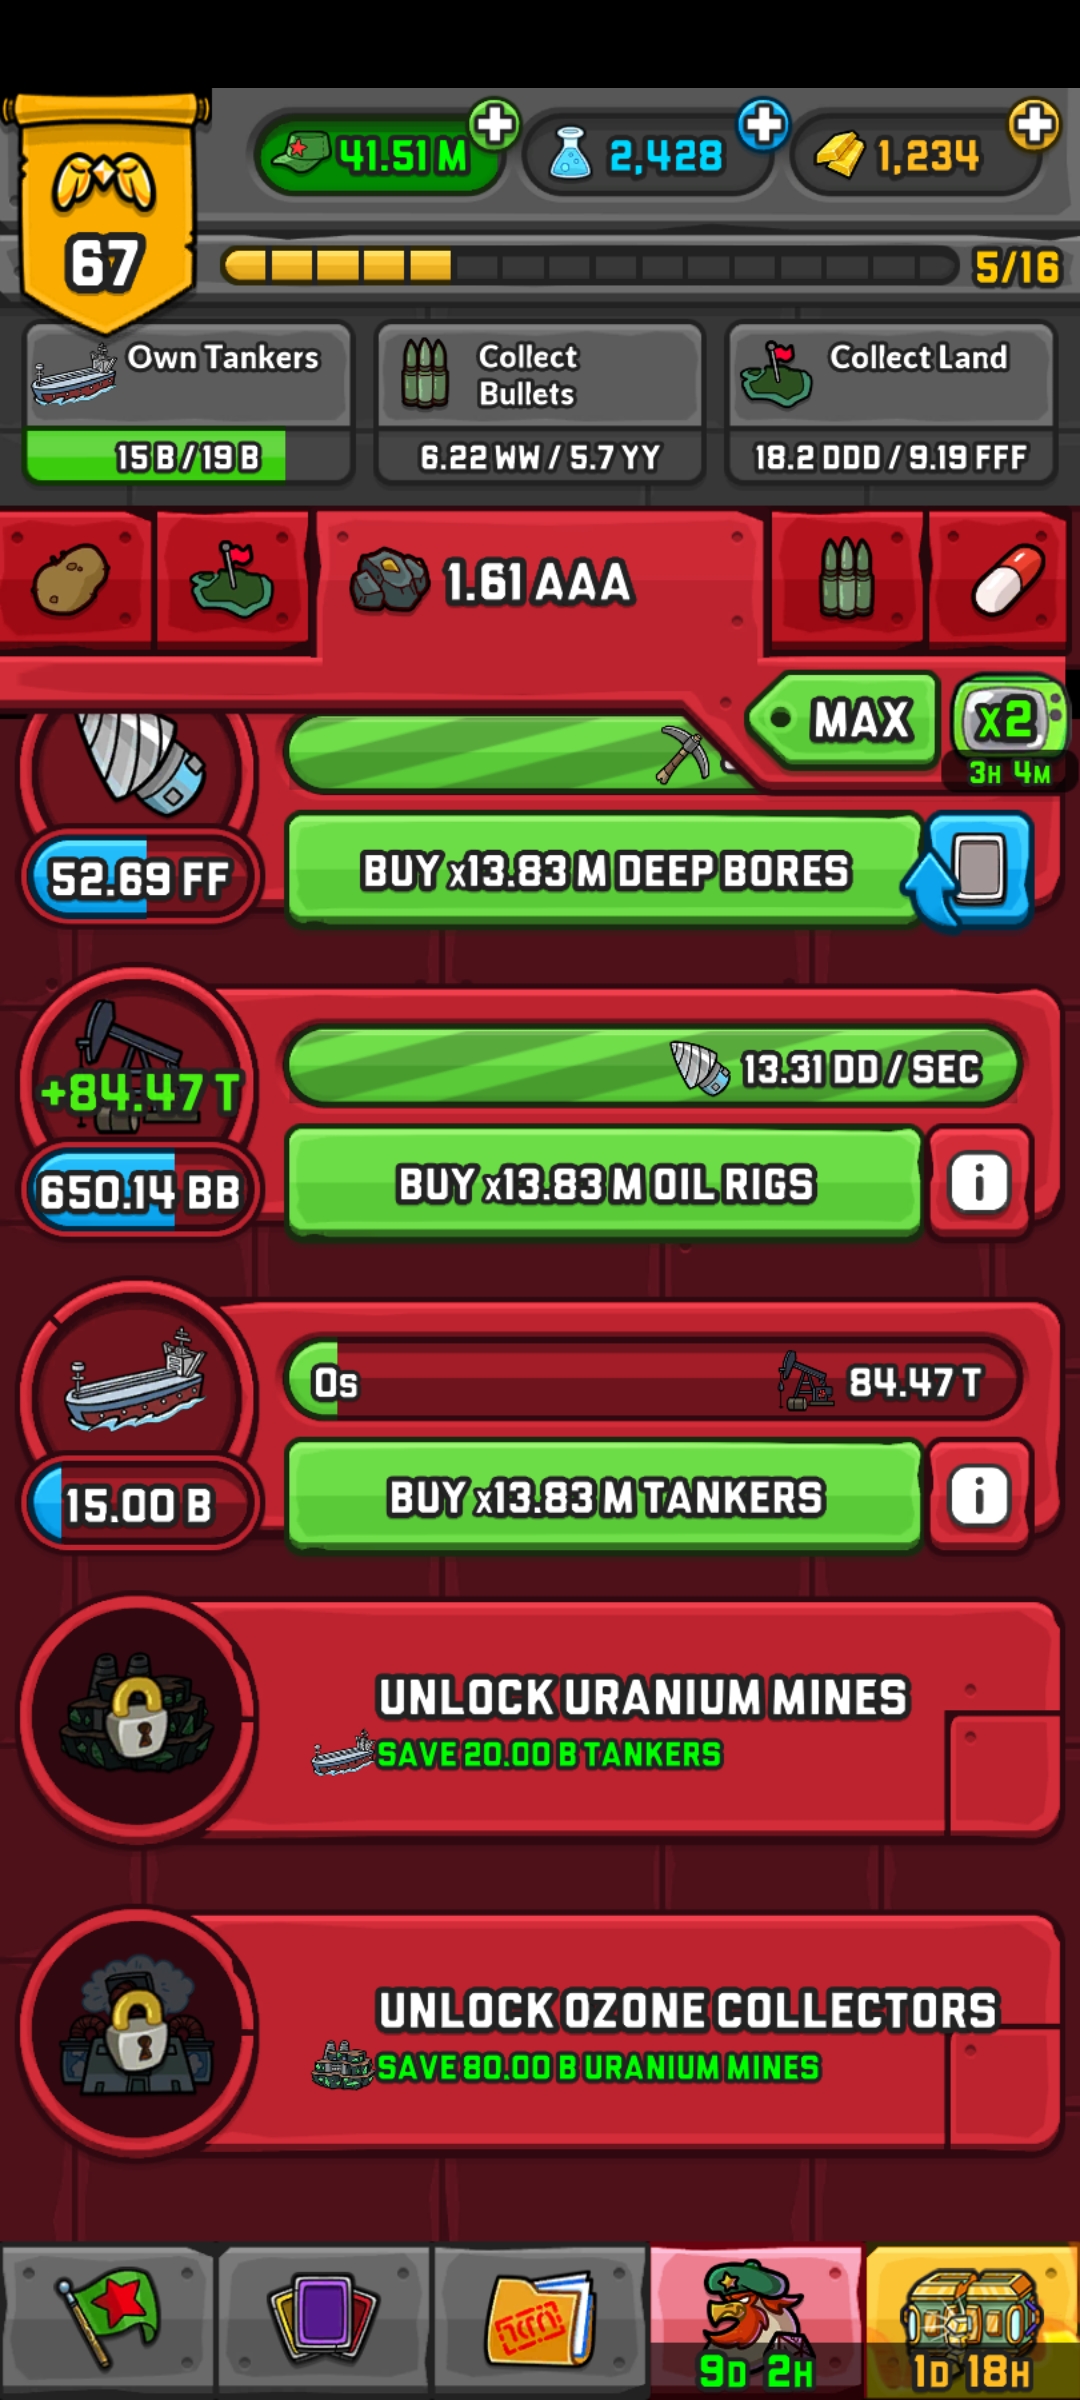 41.51 M
2,428
1,234
67
5/16
Own Tankers
15 B / 19 B
Collect
Bullets
6.22 WW / 5.7 YY
Collect Land
18.2 DDD / 9.19 FFF
1.61 AAA
MAX
x2
3H 4M
52.69 FF
BUY x13.83 M DEEP BORES
+84.47 T
13.31 DD / SEC
650.14 BB
BUY x13.83 M OIL RIGS
i
0s
84.47 T
15.00 B
BUY x13.83 M TANKERS
i
UNLOCK URANIUM MINES
SAVE 20.00 B TANKERS
UNLOCK OZONE COLLECTORS
SAVE 80.00 B URANIUM MINES
9D 2H
1D 18H